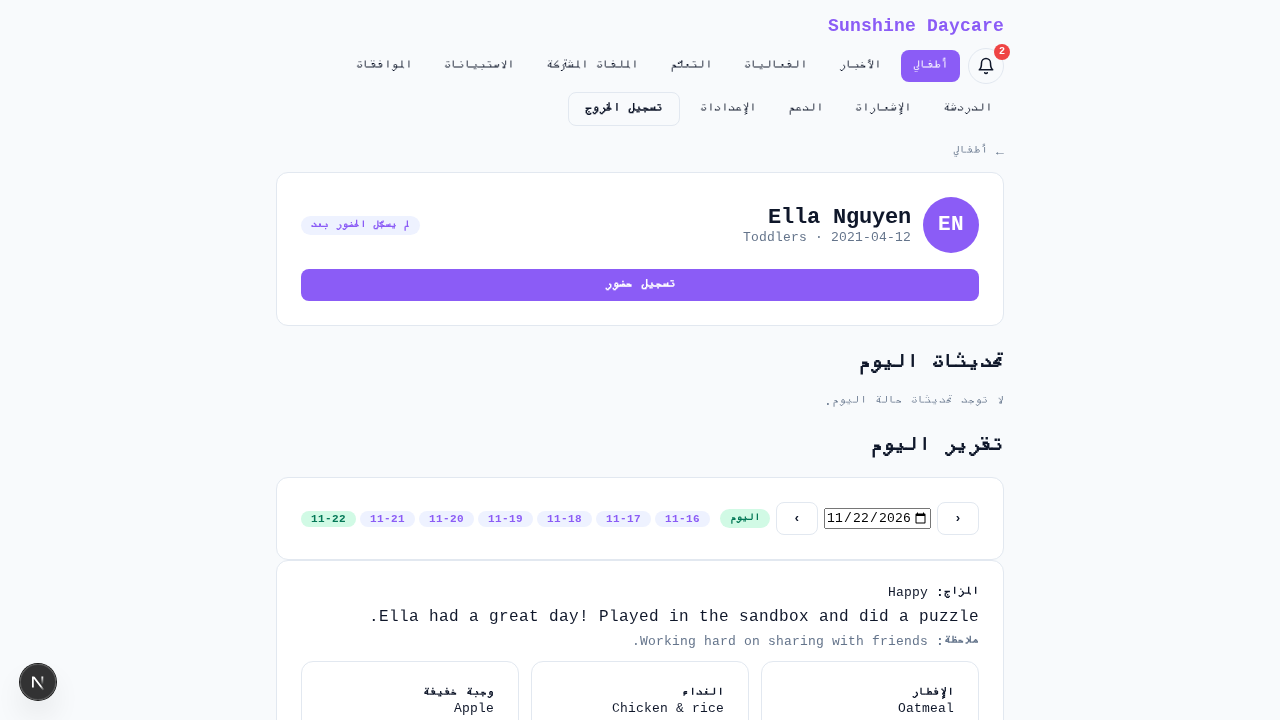 Sunshine Daycare
2
أطفالي الأخبار الفعاليات التعلّم الملفات المشتركة الاستبيانات الموافقات
الدردشة الإشعارات الدعم الإعدادات تسجيل الخروج
← أطفالي
EN
Ella Nguyen
Toddlers · 2021-04-12
لم يسجّل الحضور بعد
تسجيل حضور
تحديثات اليوم
لا توجد تحديثات حالة اليوم.
تقرير اليوم
› 11/22/2026 ‹ اليوم 11-16 11-17 11-18 11-19 11-20 11-21 11-22
المزاج: Happy
Ella had a great day! Played in the sandbox and did a puzzle.
ملاحظة: Working hard on sharing with friends.
الإفطار
Oatmeal
الغداء
Chicken & rice
وجبة خفيفة
Apple
N